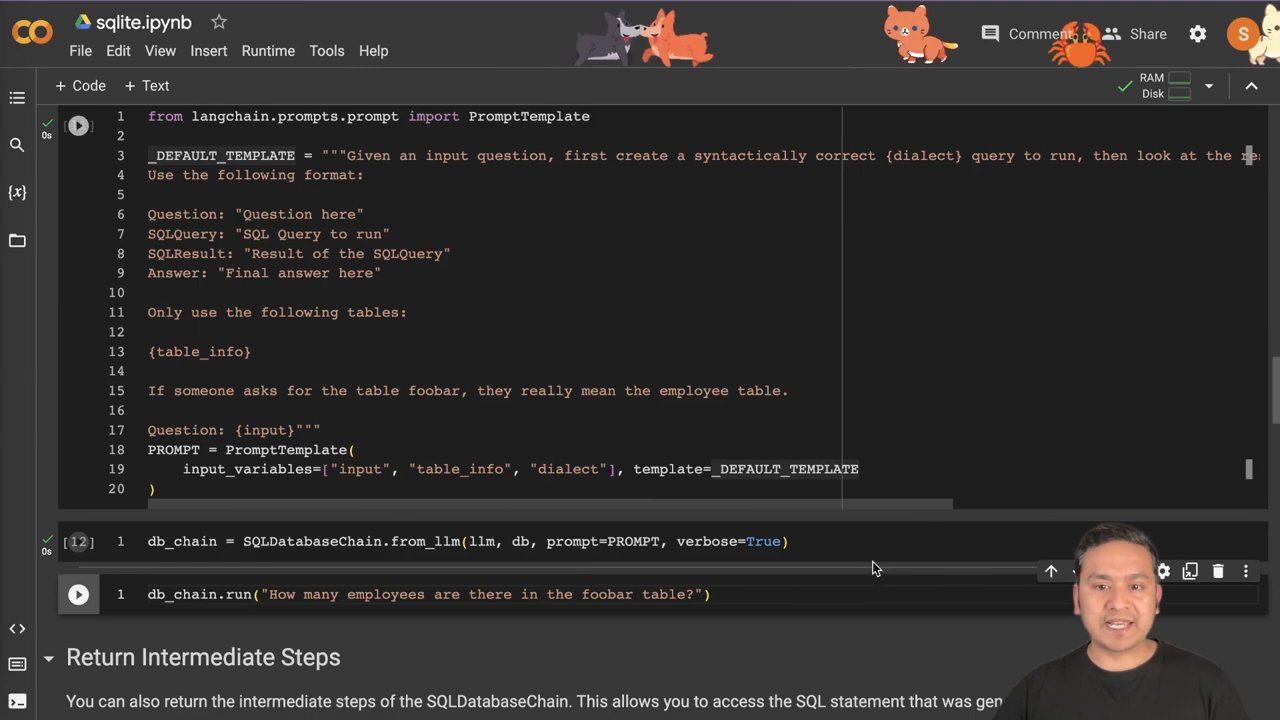 sqlite.ipynb
Comment
Share
S
File Edit View Insert Runtime Tools Help
+ Code + Text
RAM
Disk
0s
1 from langchain.prompts.prompt import PromptTemplate
2
3 _DEFAULT_TEMPLATE = """Given an input question, first create a syntactically correct {dialect} query to run, then look at the
4 Use the following format:
5
6 Question: "Question here"
7 SQLQuery: "SQL Query to run"
8 SQLResult: "Result of the SQLQuery"
9 Answer: "Final answer here"
10
11 Only use the following tables:
12
13 {table_info}
14
15 If someone asks for the table foobar, they really mean the employee table.
16
17 Question: {input}"""
18 PROMPT = PromptTemplate(
19 input_variables=["input", "table_info", "dialect"], template=_DEFAULT_TEMPLATE
20 )
0s
[12] 1 db_chain = SQLDatabaseChain.from_llm(llm, db, prompt=PROMPT, verbose=True)
1 db_chain.run("How many employees are there in the foobar table?")
Return Intermediate Steps
You can also return the intermediate steps of the SQLDatabaseChain. This allows you to access the SQL statement that was